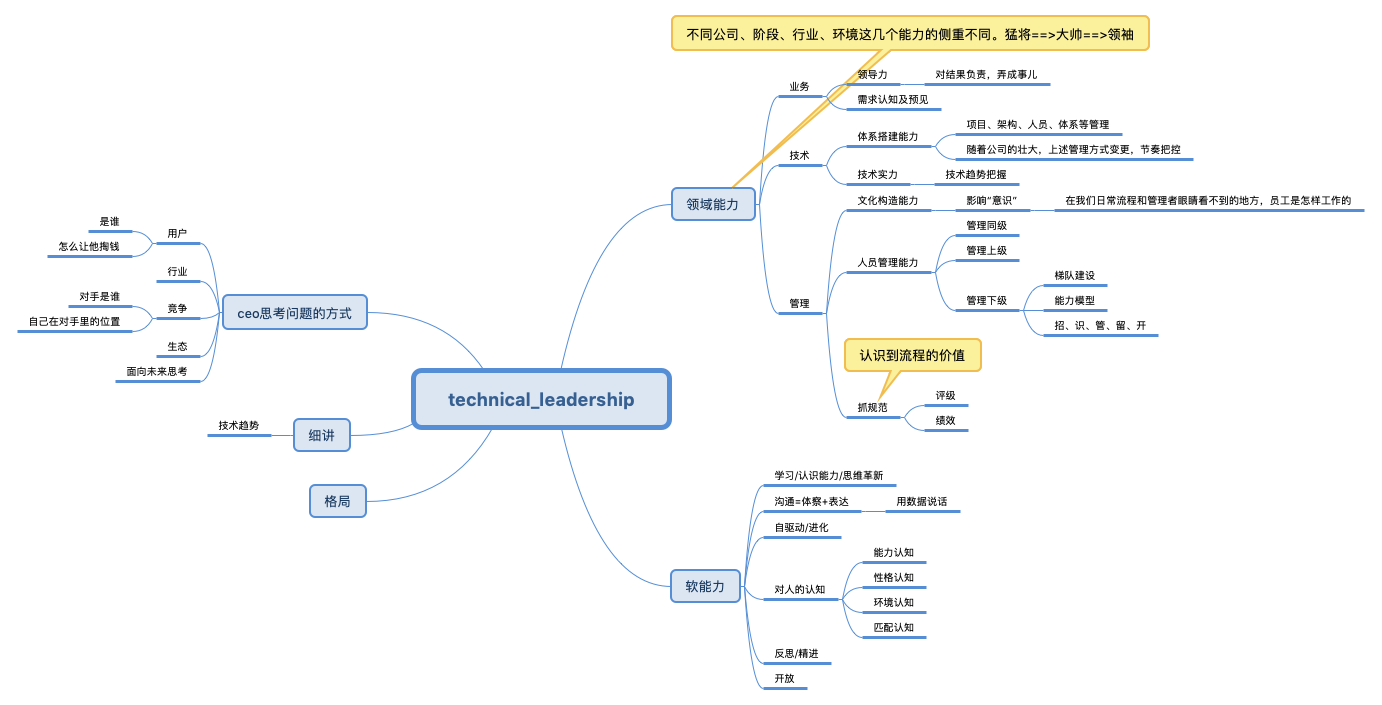 technical_leadership
不同公司、阶段、行业、环境这几个能力的侧重不同。猛将==>大帅==>领袖
领域能力
业务
领导力
对结果负责，弄成事儿
需求认知及预见
技术
体系搭建能力
项目、架构、人员、体系等管理
随着公司的壮大，上述管理方式变更，节奏把控
技术实力
技术趋势把握
管理
文化构造能力
影响“意识”
在我们日常流程和管理者眼睛看不到的地方，员工是怎样工作的
人员管理能力
管理同级
管理上级
管理下级
梯队建设
能力模型
招、识、管、留、开
认识到流程的价值
抓规范
评级
绩效
软能力
学习/认识能力/思维革新
沟通=体察+表达
用数据说话
自驱动/进化
对人的认知
能力认知
性格认知
环境认知
匹配认知
反思/精进
开放
ceo思考问题的方式
用户
是谁
怎么让他掏钱
行业
竞争
对手是谁
自己在对手里的位置
生态
面向未来思考
细讲
技术趋势
格局